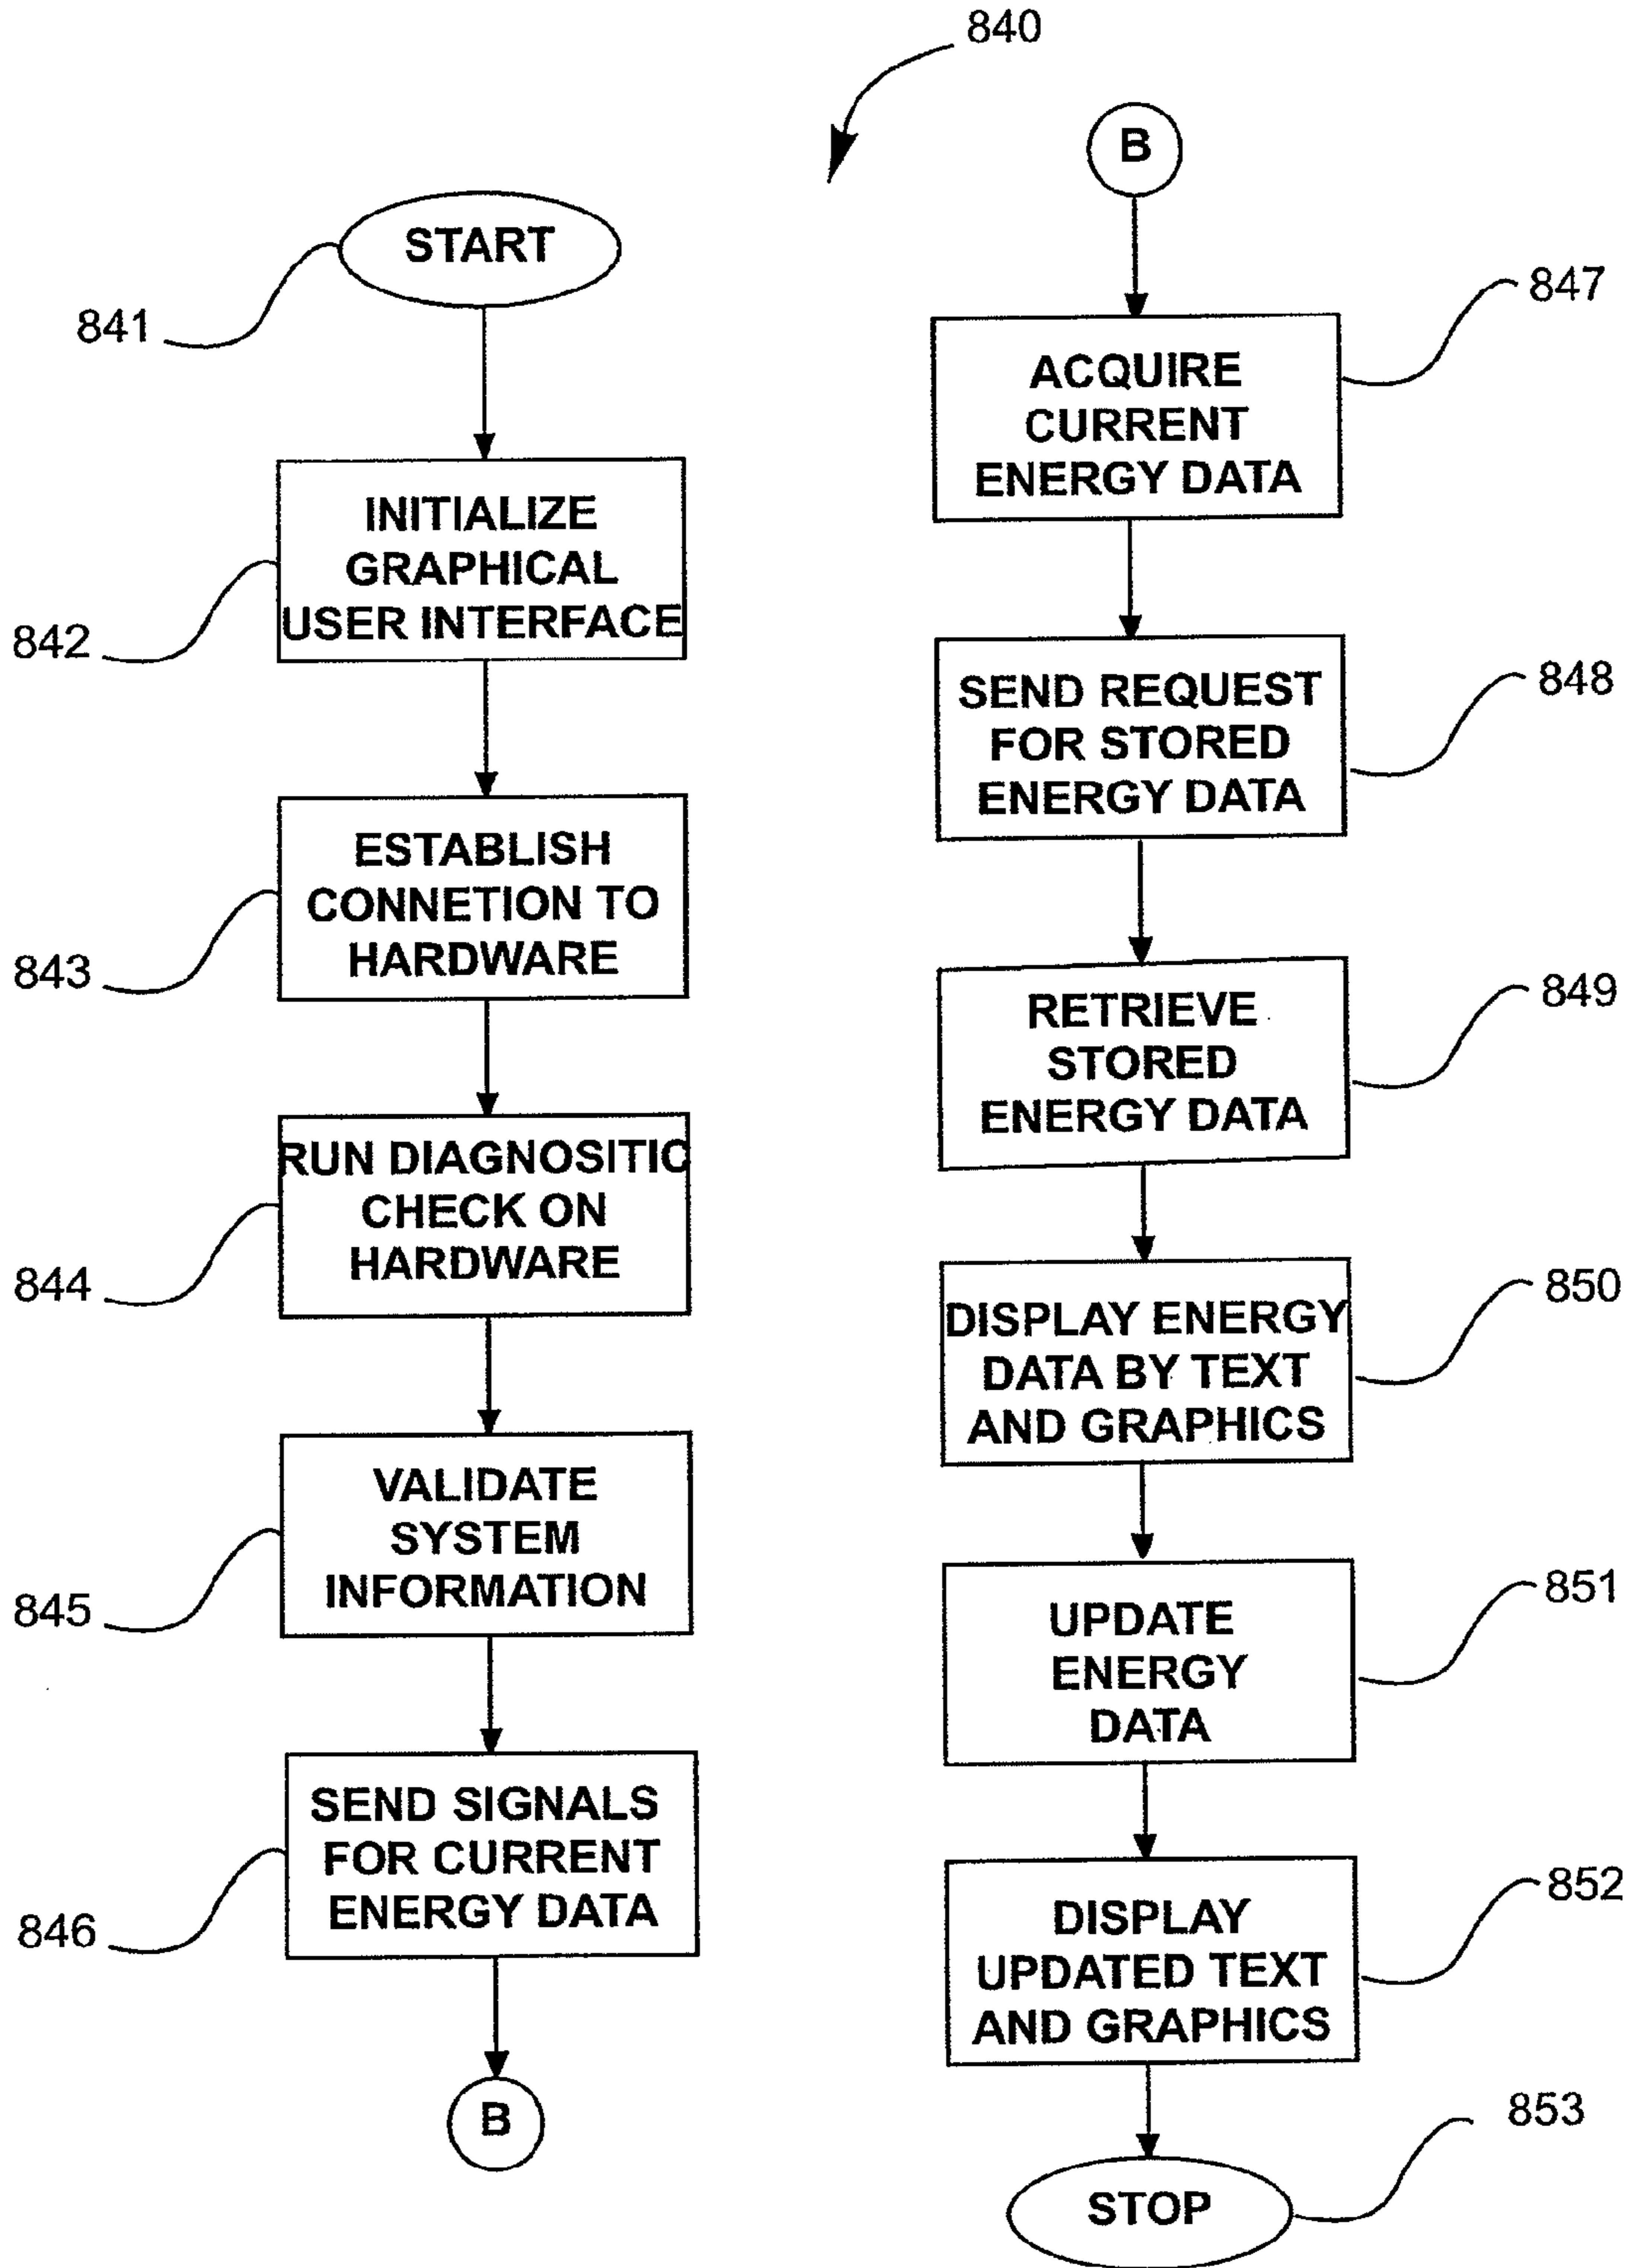 840
START
841
INITIALIZE
GRAPHICAL
USER INTERFACE
842
ESTABLISH
CONNETION TO
HARDWARE
843
RUN DIAGNOSITIC
CHECK ON
HARDWARE
844
VALIDATE
SYSTEM
INFORMATION
845
SEND SIGNALS
FOR CURRENT
ENERGY DATA
846
B
B
847
ACQUIRE
CURRENT
ENERGY DATA
848
SEND REQUEST
FOR STORED
ENERGY DATA
849
RETRIEVE
STORED
ENERGY DATA
850
DISPLAY ENERGY
DATA BY TEXT
AND GRAPHICS
851
UPDATE
ENERGY
DATA
852
DISPLAY
UPDATED TEXT
AND GRAPHICS
853
STOP